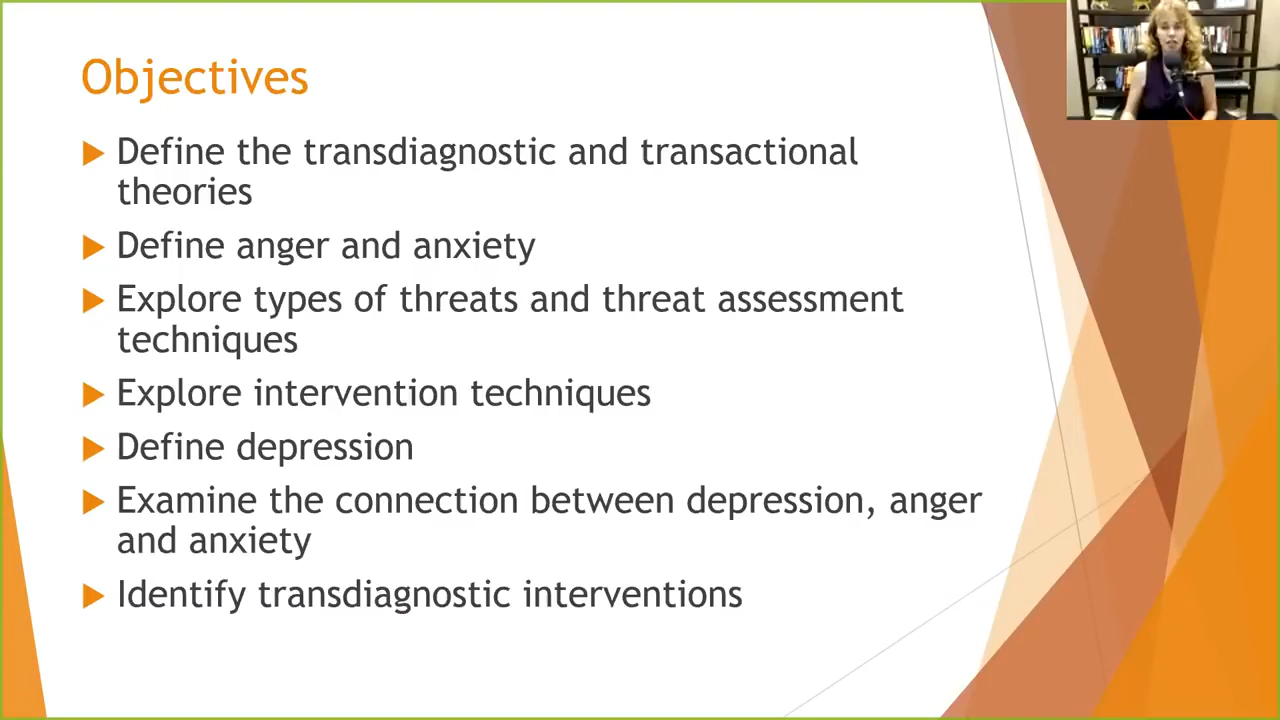 Objectives
Define the transdiagnostic and transactional
theories
Define anger and anxiety
Explore types of threats and threat assessment
techniques
Explore intervention techniques
Define depression
Examine the connection between depression, anger
and anxiety
Identify transdiagnostic interventions